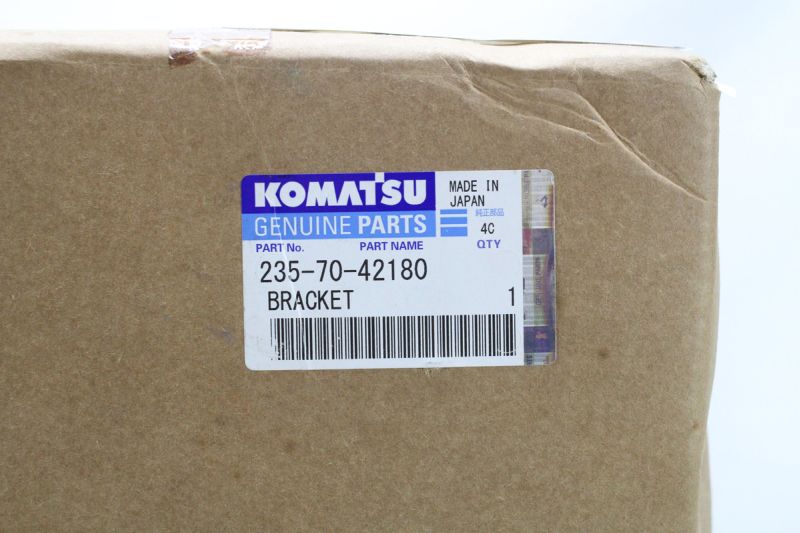 KOMATSU
GENUINE PARTS
MADE IN
JAPAN
純正部品
4C
PART No. PART NAME QTY
235-70-42180
BRACKET 1